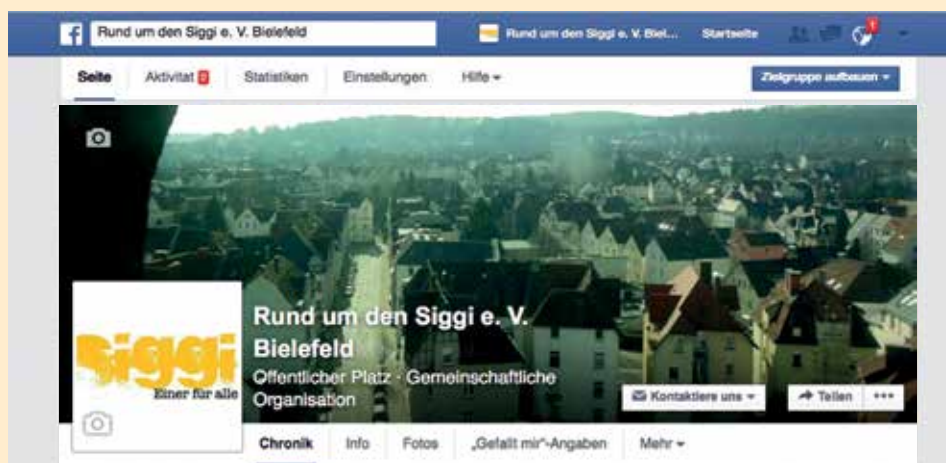 f Rund um den Siggi e. V. Bielefeld Rund um den Siggi e. V. Biel... Startseite 1
Seite Aktivität 2 Statistiken Einstellungen Hilfe Zielgruppe aufbauen
Rund um den Siggi e. V.
Bielefeld
Öffentlicher Platz · Gemeinschaftliche
Organisation
Siggi
Einer für alle
Kontaktiere uns Teilen •••
Chronik Info Fotos „Gefällt mir“-Angaben Mehr